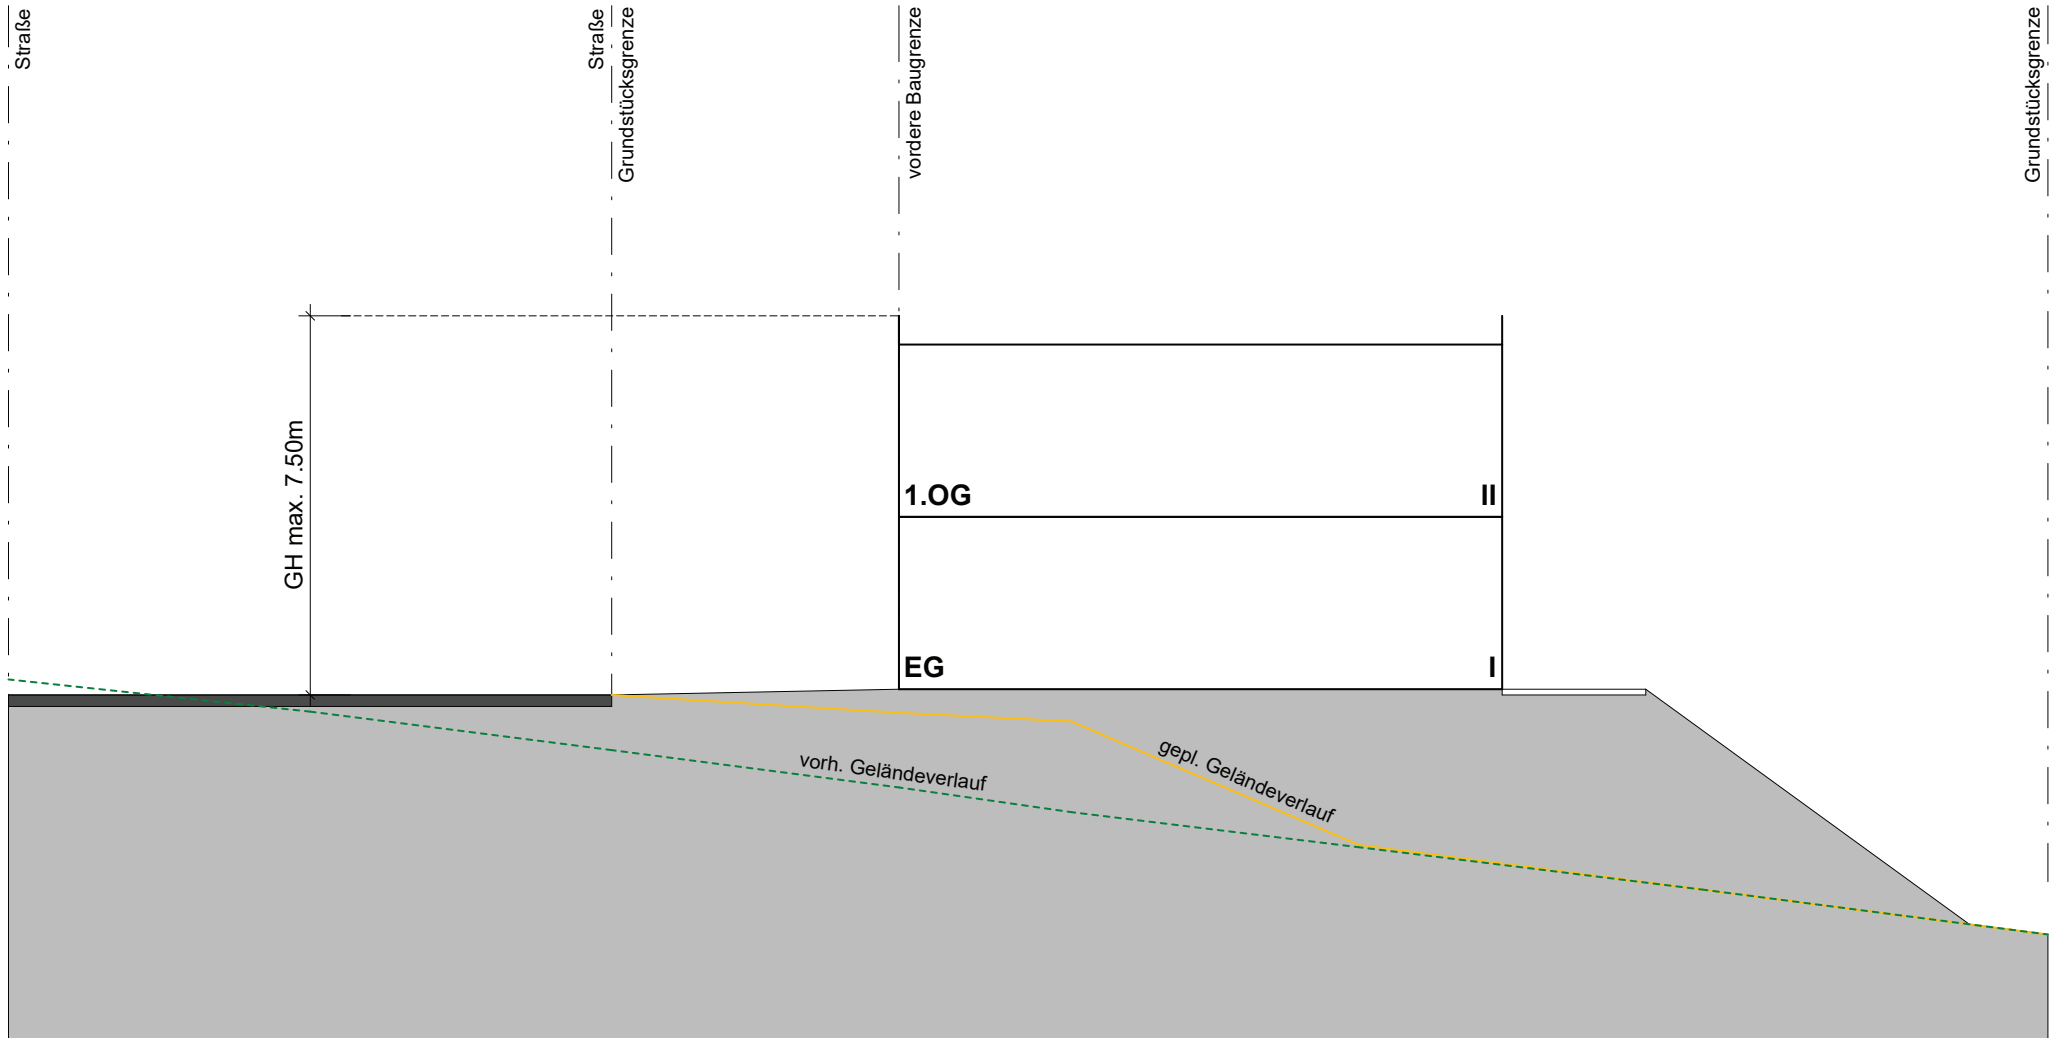 Straße
Straße
Grundstücksgrenze
vordere Baugrenze
Grundstücksgrenze
GH max. 7.50m
1.OG
II
EG
I
vorh. Geländeverlauf
gepl. Geländeverlauf